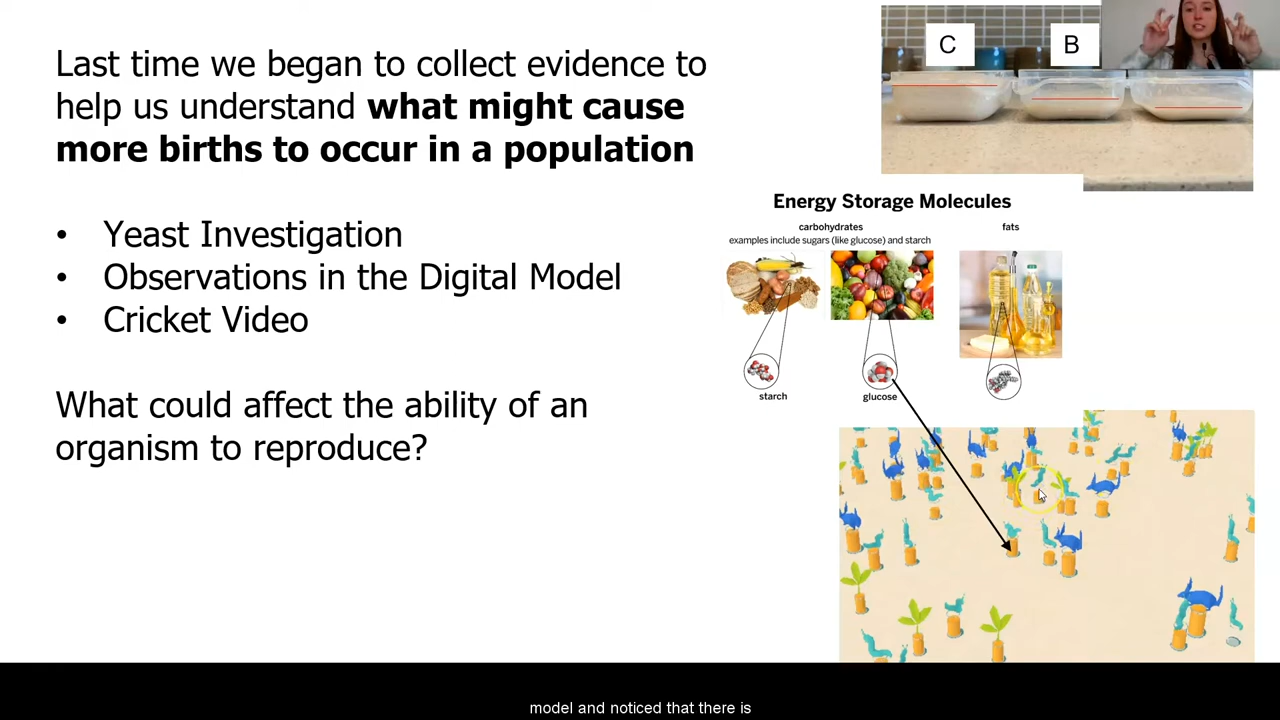 Last time we began to collect evidence to
help us understand what might cause
more births to occur in a population
• Yeast Investigation
• Observations in the Digital Model
• Cricket Video
What could affect the ability of an
organism to reproduce?
C
B
Energy Storage Molecules
carbohydrates
examples include sugars (like glucose) and starch
fats
starch
glucose
model and noticed that there is